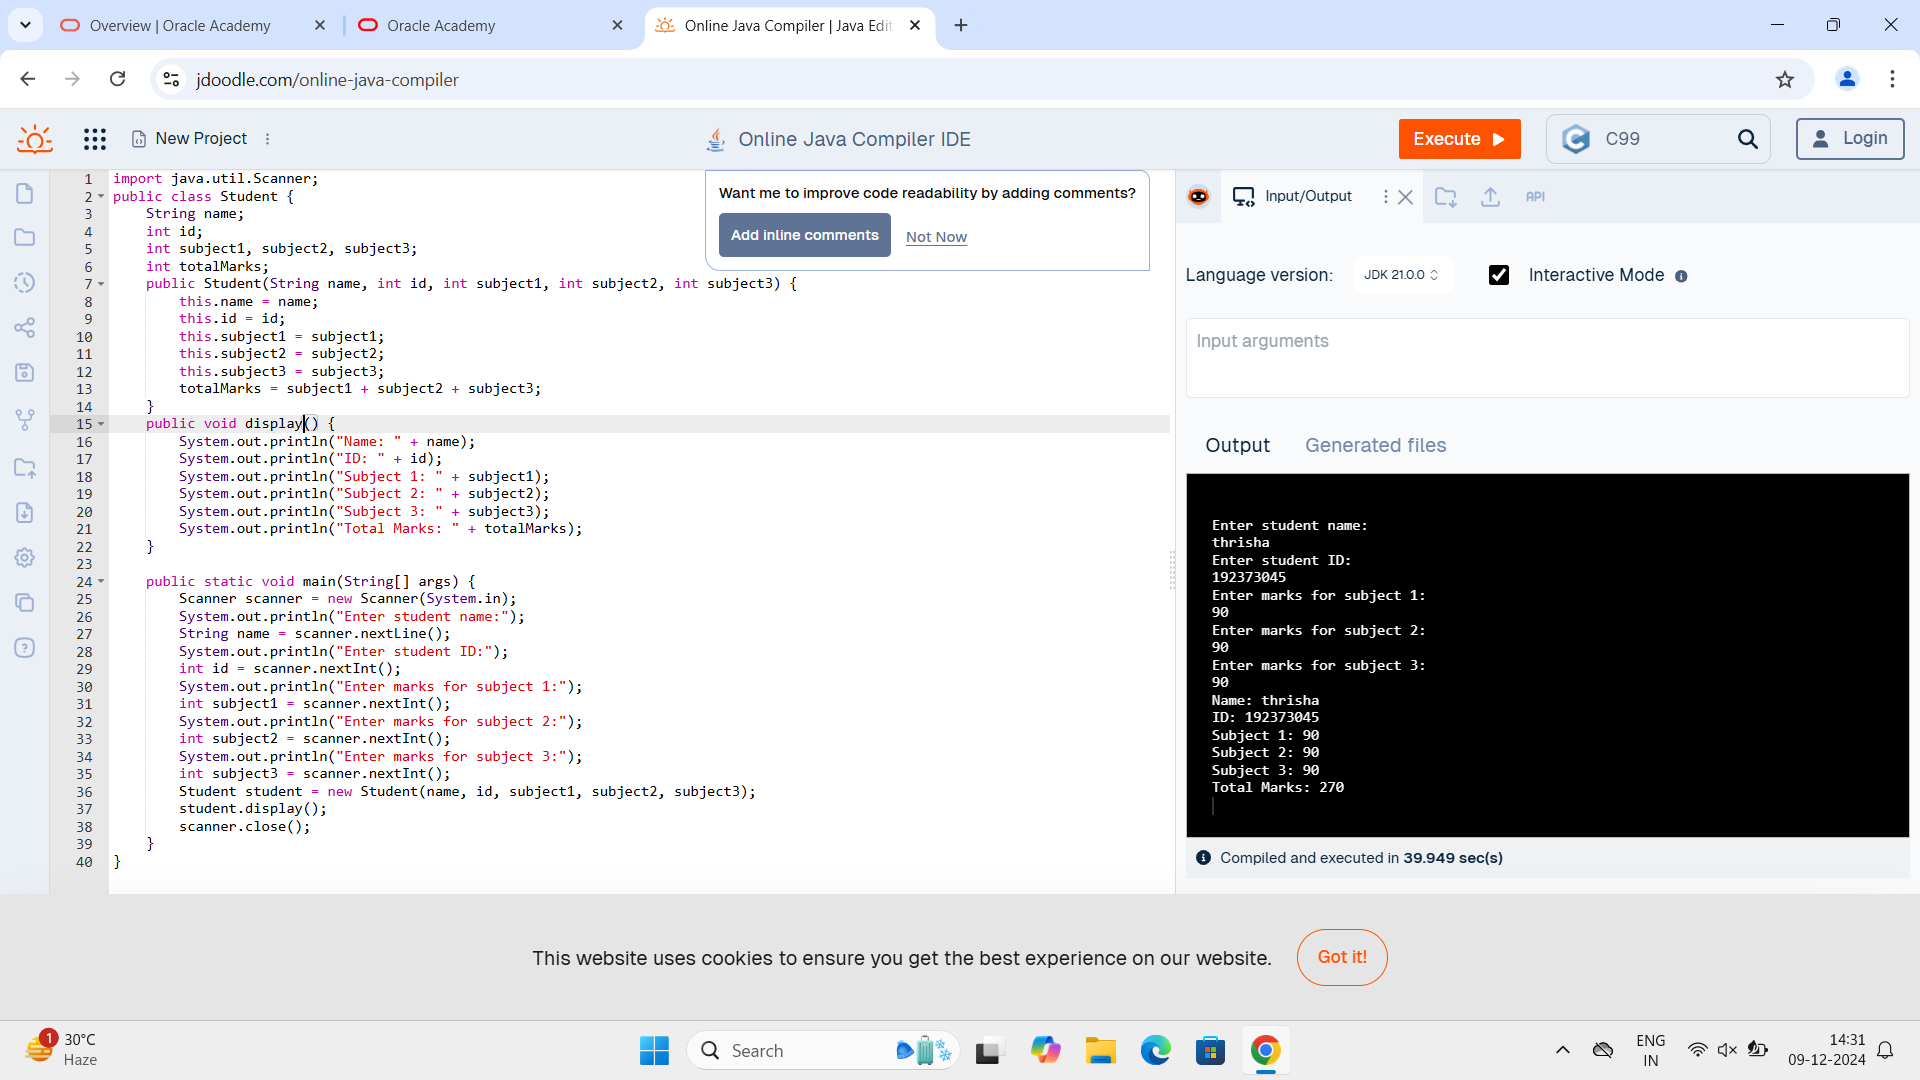 Overview | Oracle Academy
Oracle Academy
Online Java Compiler | Java Edit
jdoodle.com/online-java-compiler
New Project
Online Java Compiler IDE
Execute
C99
Login
1 import java.util.Scanner;
2 public class Student {
3 String name;
4 int id;
5 int subject1, subject2, subject3;
6 int totalMarks;
7 public Student(String name, int id, int subject1, int subject2, int subject3) {
8 this.name = name;
9 this.id = id;
10 this.subject1 = subject1;
11 this.subject2 = subject2;
12 this.subject3 = subject3;
13 totalMarks = subject1 + subject2 + subject3;
14 }
15 public void display() {
16 System.out.println("Name: " + name);
17 System.out.println("ID: " + id);
18 System.out.println("Subject 1: " + subject1);
19 System.out.println("Subject 2: " + subject2);
20 System.out.println("Subject 3: " + subject3);
21 System.out.println("Total Marks: " + totalMarks);
22 }
23
24 public static void main(String[] args) {
25 Scanner scanner = new Scanner(System.in);
26 System.out.println("Enter student name:");
27 String name = scanner.nextLine();
28 System.out.println("Enter student ID:");
29 int id = scanner.nextInt();
30 System.out.println("Enter marks for subject 1:");
31 int subject1 = scanner.nextInt();
32 System.out.println("Enter marks for subject 2:");
33 int subject2 = scanner.nextInt();
34 System.out.println("Enter marks for subject 3:");
35 int subject3 = scanner.nextInt();
36 Student student = new Student(name, id, subject1, subject2, subject3);
37 student.display();
38 scanner.close();
39 }
40 }
Want me to improve code readability by adding comments?
Add inline comments
Not Now
Input/Output
API
Language version:
JDK 21.0.0
Interactive Mode
Input arguments
Output
Generated files
Enter student name:
thrisha
Enter student ID:
192373045
Enter marks for subject 1:
90
Enter marks for subject 2:
90
Enter marks for subject 3:
90
Name: thrisha
ID: 192373045
Subject 1: 90
Subject 2: 90
Subject 3: 90
Total Marks: 270
Compiled and executed in 39.949 sec(s)
This website uses cookies to ensure you get the best experience on our website.
Got it!
1
30°C
Haze
Search
ENG
IN
14:31
09-12-2024